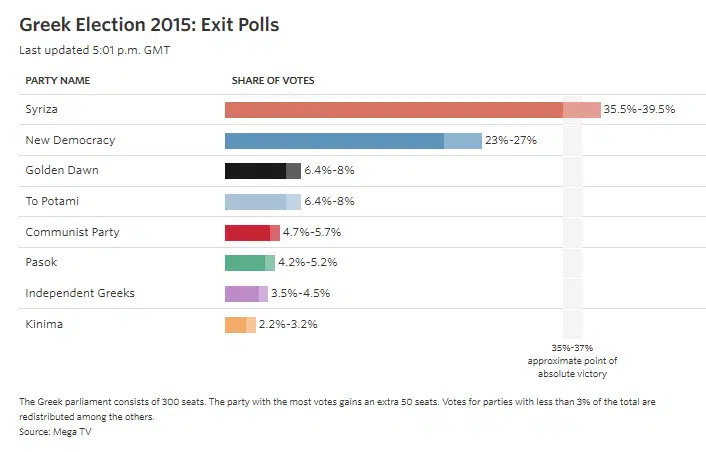 Greek Election 2015: Exit Polls
Last updated 5:01 p.m. GMT
PARTY NAME SHARE OF VOTES
Syriza 35.5%-39.5%
New Democracy 23%-27%
Golden Dawn 6.4%-8%
To Potami 6.4%-8%
Communist Party 4.7%-5.7%
Pasok 4.2%-5.2%
Independent Greeks 3.5%-4.5%
Kinima 2.2%-3.2%
35%-37%
approximate point of
absolute victory
The Greek parliament consists of 300 seats. The party with the most votes gains an extra 50 seats. Votes for parties with less than 3% of the total are
redistributed among the others.
Source: Mega TV